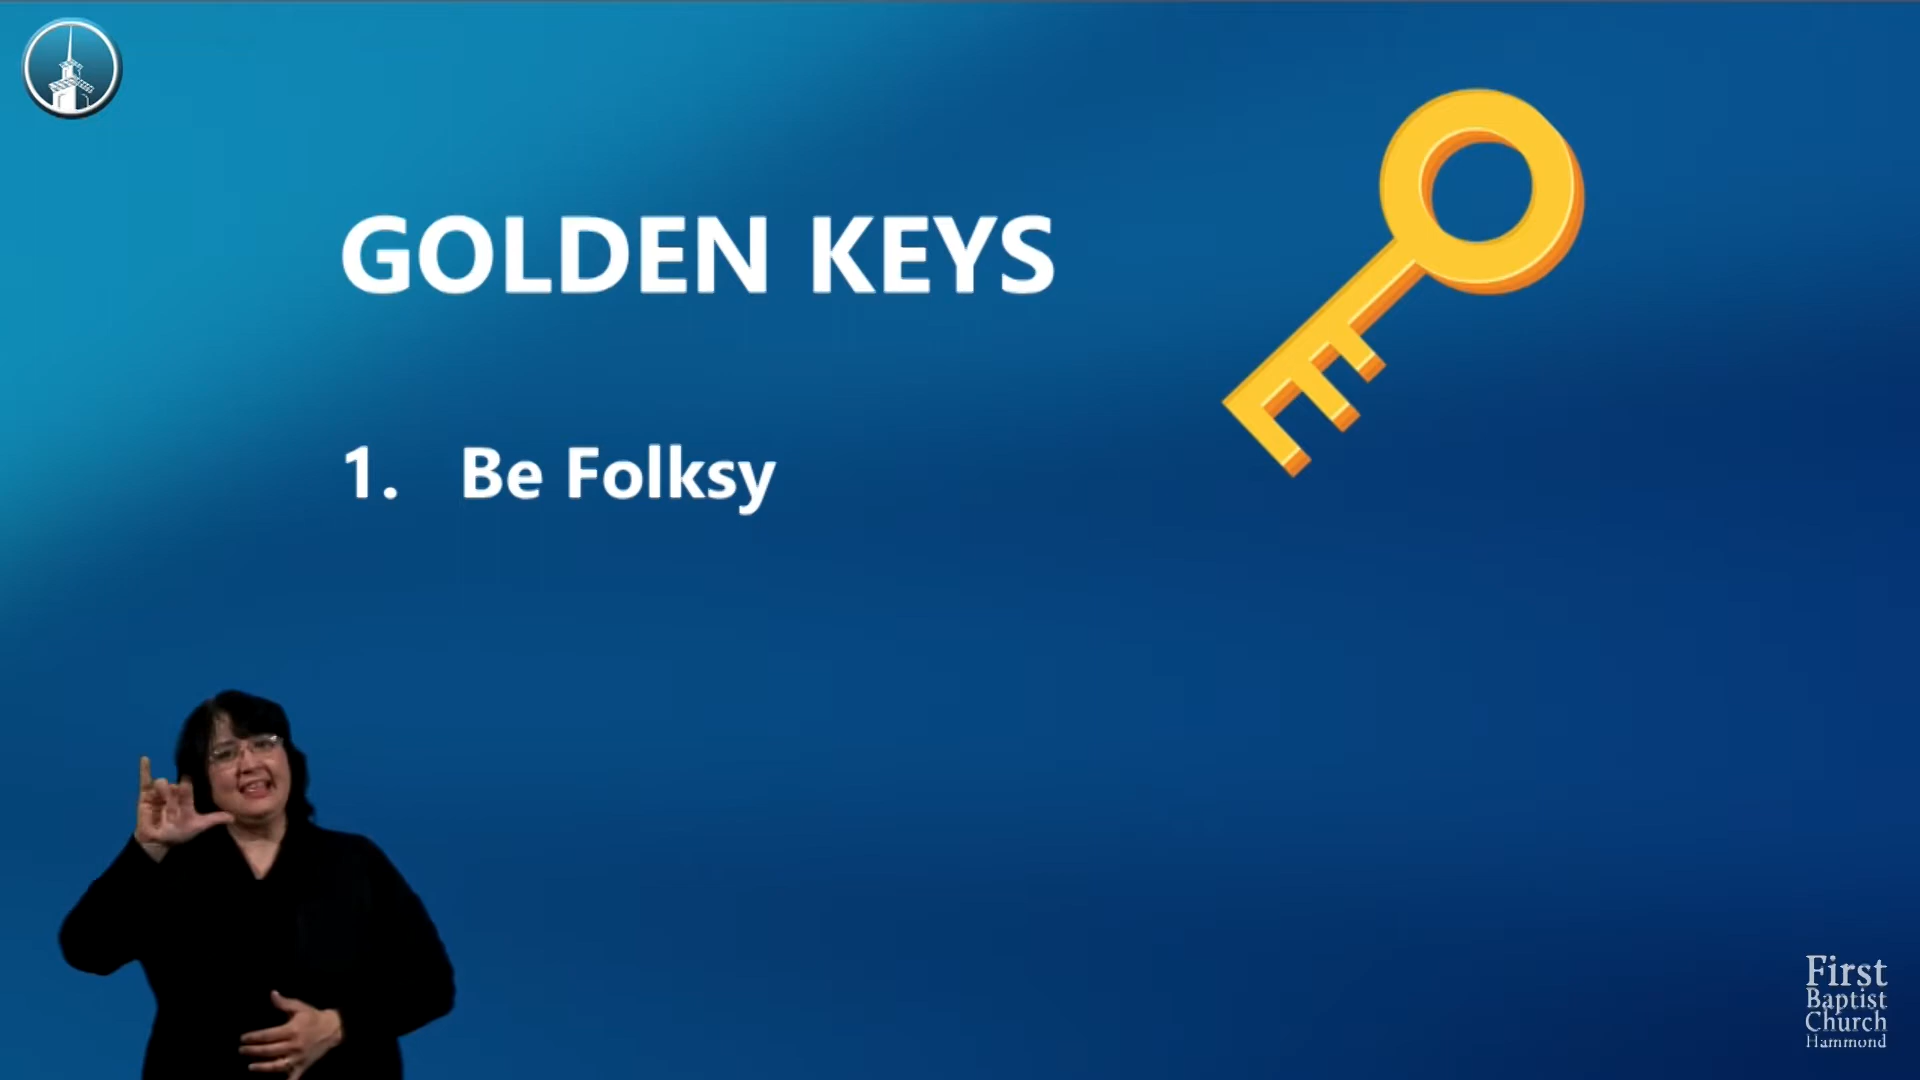 GOLDEN KEYS
1. Be Folksy
First
Baptist
Church
Hammond